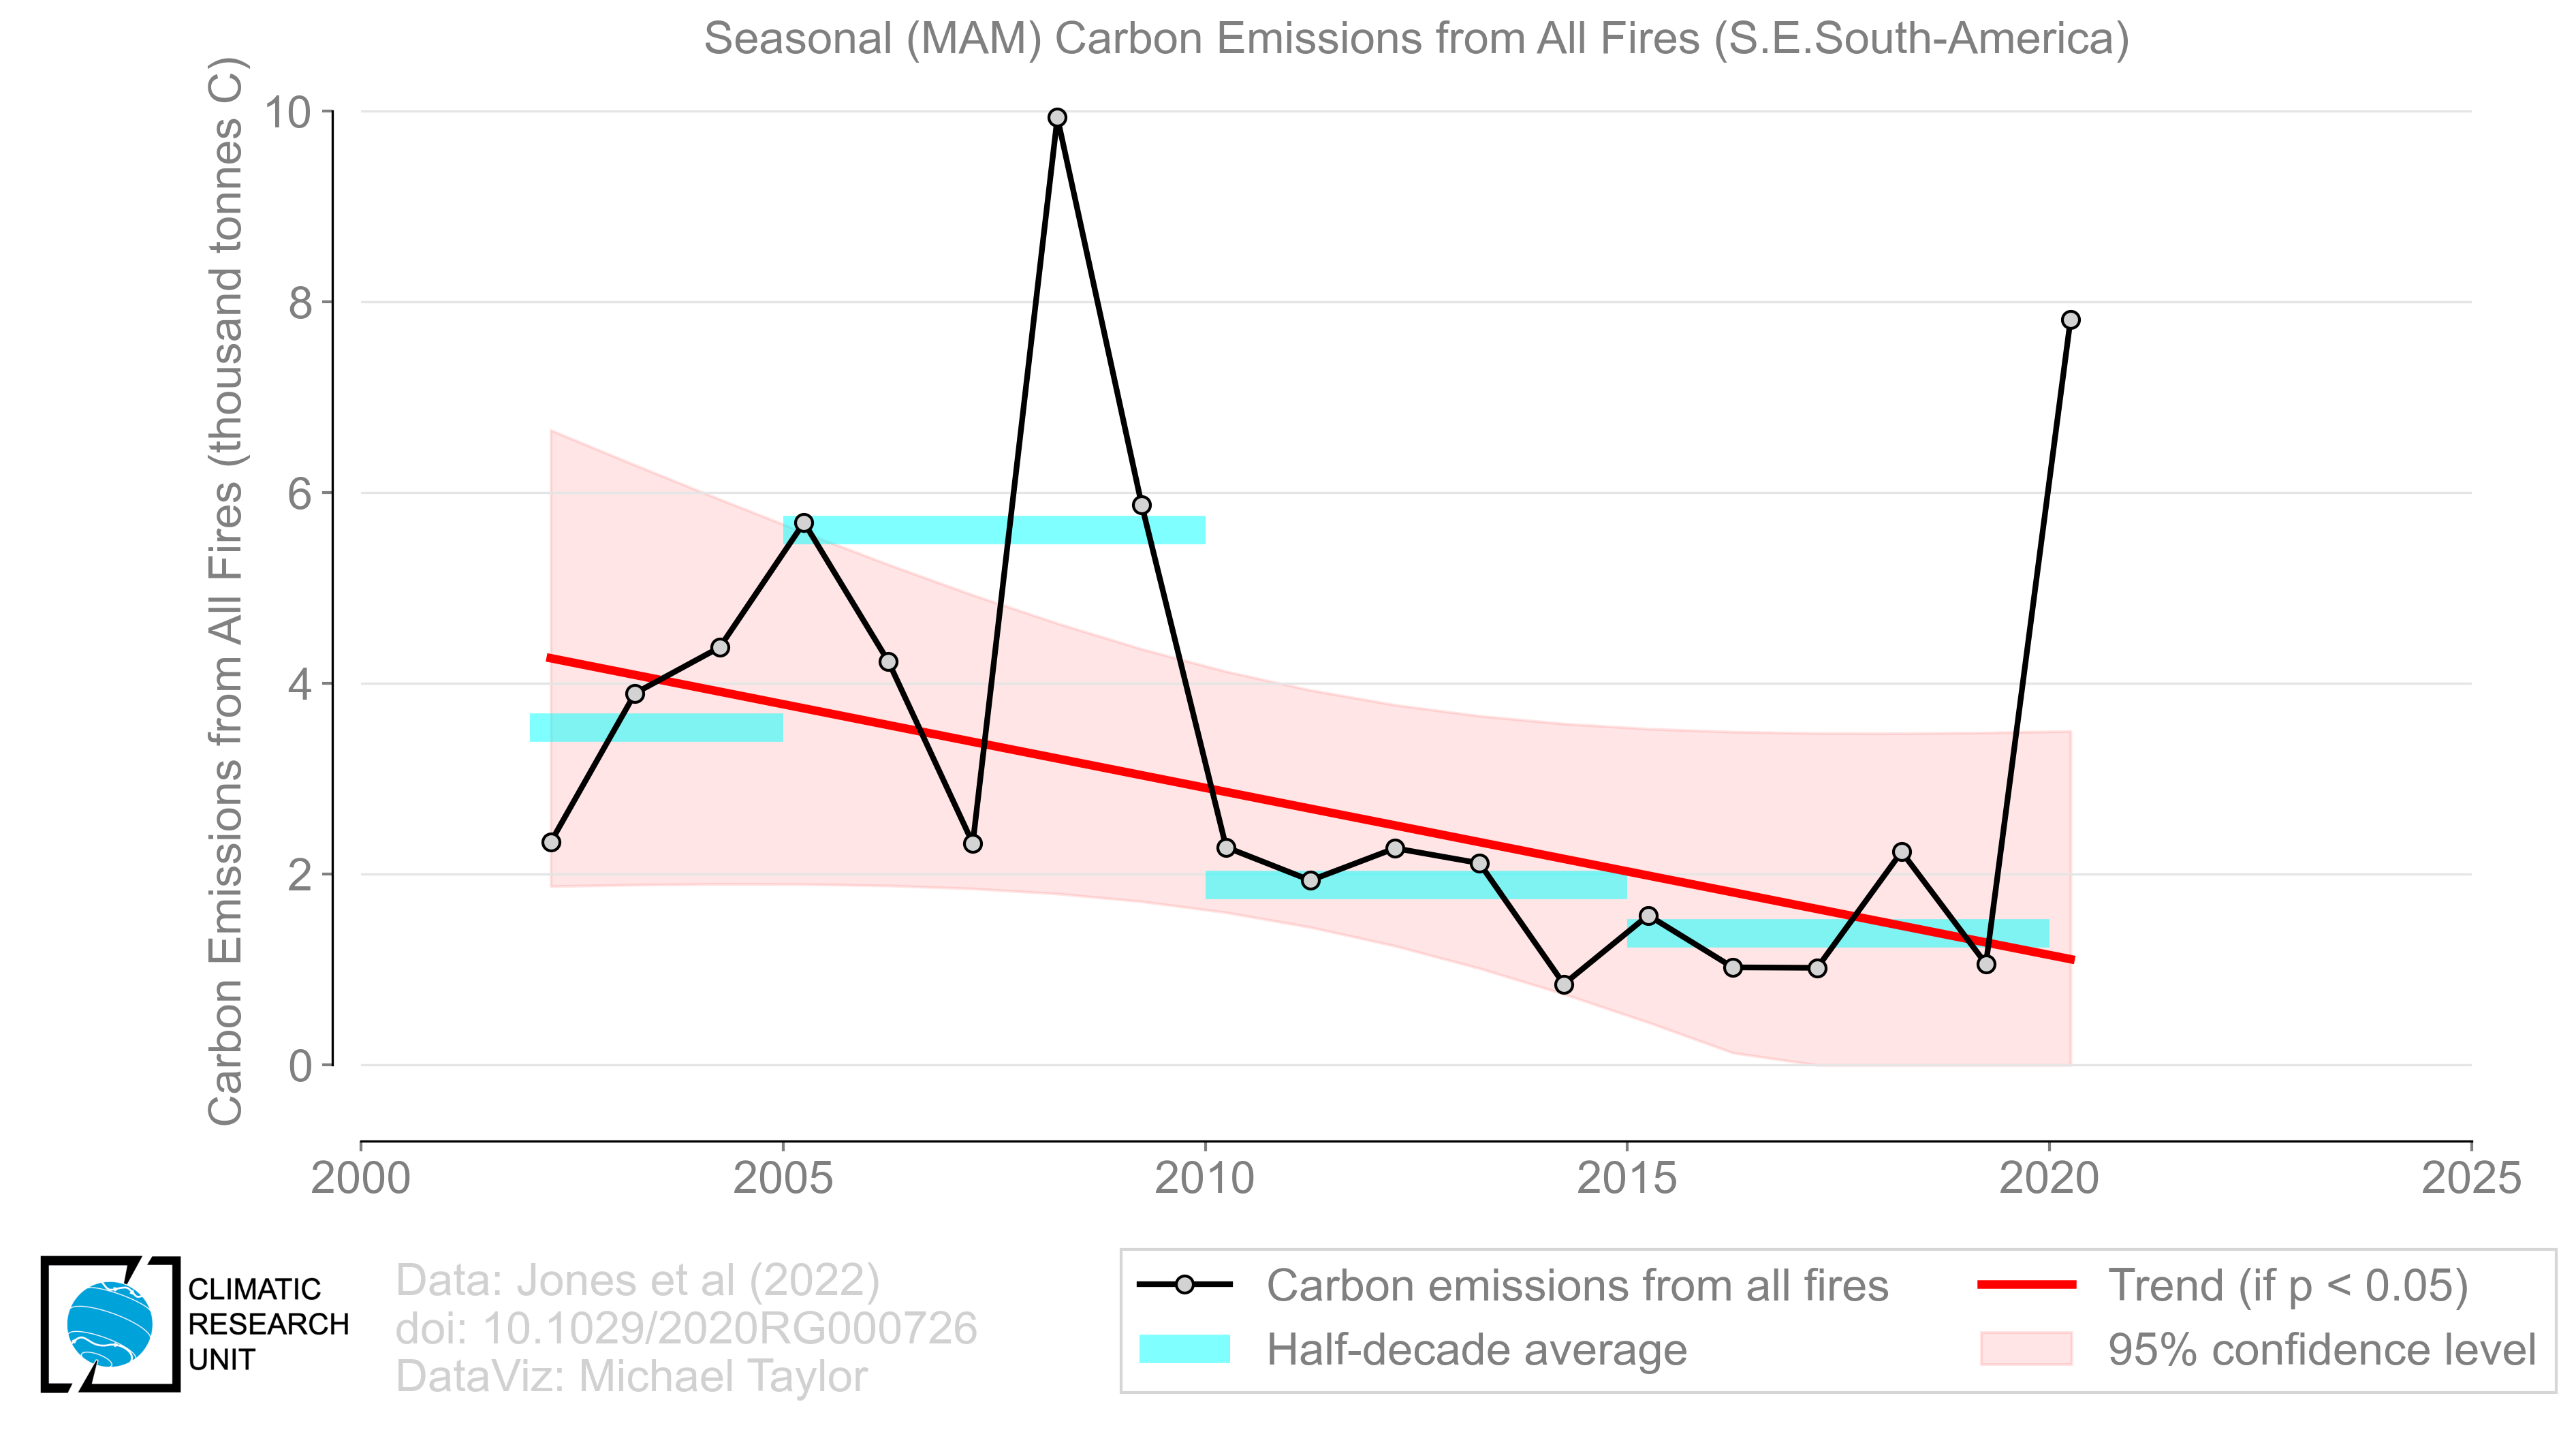 Seasonal (MAM) Carbon Emissions from All Fires (S.E.South-America)
Carbon Emissions from All Fires (thousand tonnes C)
10
8
6
4
2
0
2000 2005 2010 2015 2020 2025
CLIMATIC
RESEARCH
UNIT
Data: Jones et al (2022)
doi: 10.1029/2020RG000726
DataViz: Michael Taylor
Carbon emissions from all fires
Half-decade average
Trend (if p < 0.05)
95% confidence level